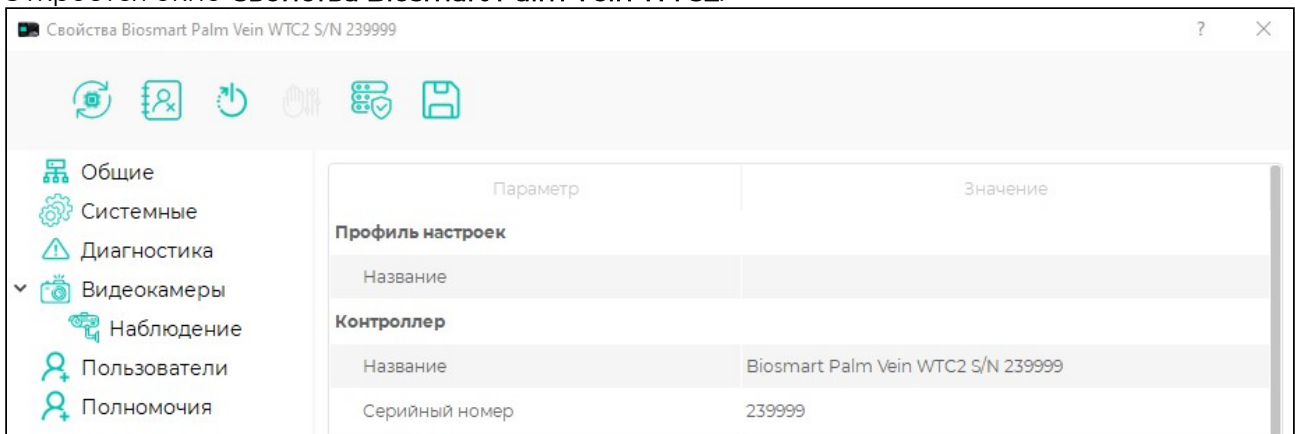 Свойства Biosmart Palm Vein WTC2 S/N 239999 ?
Общие
Системные
Диагностика
Видеокамеры
Наблюдение
Пользователи
Полномочия
Параметр Значение
Профиль настроек
Название
Контроллер
Название Biosmart Palm Vein WTC2 S/N 239999
Серийный номер 239999